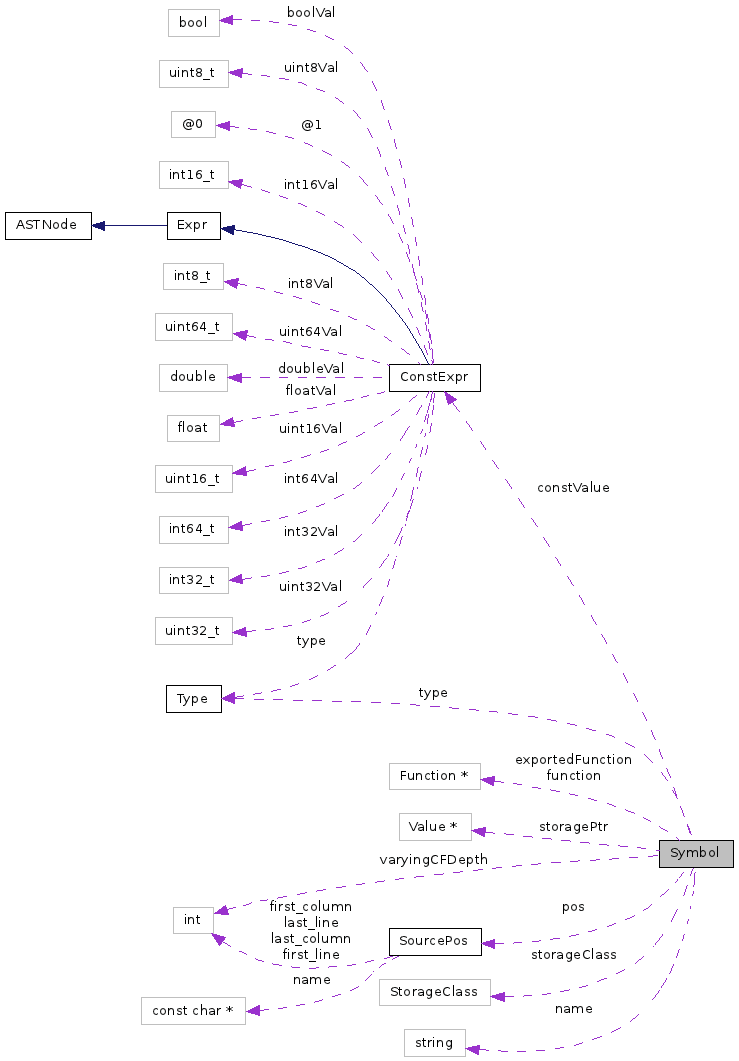 boolVal
bool
uint8Val
uint8_t
@1
@0
int16Val
int16_t
ASTNode
Expr
int8Val
int8_t
uint64Val
uint64_t
doubleVal
double
ConstExpr
floatVal
float
uint16Val
uint16_t
int64Val
constValue
int64_t
int32Val
int32_t
uint32Val
uint32_t
type
Type
type
exportedFunction
function
Function *
storagePtr
Value *
Symbol
varyingCFDepth
first_column
last_line
last_column
first_line
int
pos
SourcePos
storageClass
name
StorageClass
const char *
name
string